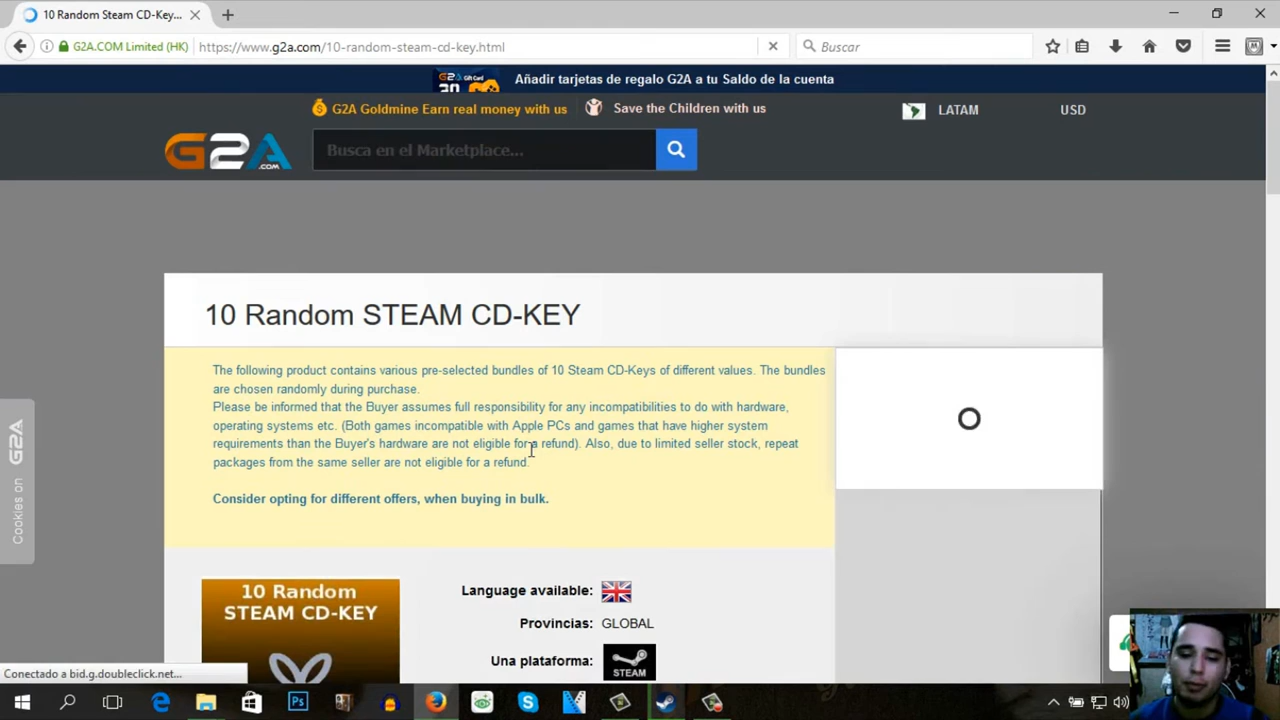 10 Random Steam CD-Key...
G2A.COM Limited (HK)
https://www.g2a.com/10-random-steam-cd-key.html
Buscar
Añadir tarjetas de regalo G2A a tu Saldo de la cuenta
G2A Goldmine Earn real money with us
Save the Children with us
LATAM
USD
G2A.COM
Busca en el Marketplace...
10 Random STEAM CD-KEY
The following product contains various pre-selected bundles of 10 Steam CD-Keys of different values. The bundles
are chosen randomly during purchase.
Please be informed that the Buyer assumes full responsibility for any incompatibilities to do with hardware,
operating systems etc. (Both games incompatible with Apple PCs and games that have higher system
requirements than the Buyer's hardware are not eligible for a refund). Also, due to limited seller stock, repeat
packages from the same seller are not eligible for a refund.
Consider opting for different offers, when buying in bulk.
Cookies on G2A
10 Random
STEAM CD-KEY
Language available:
Provincias: GLOBAL
Una plataforma:
STEAM
Conectado a bid.g.doubleclick.net...
Ps